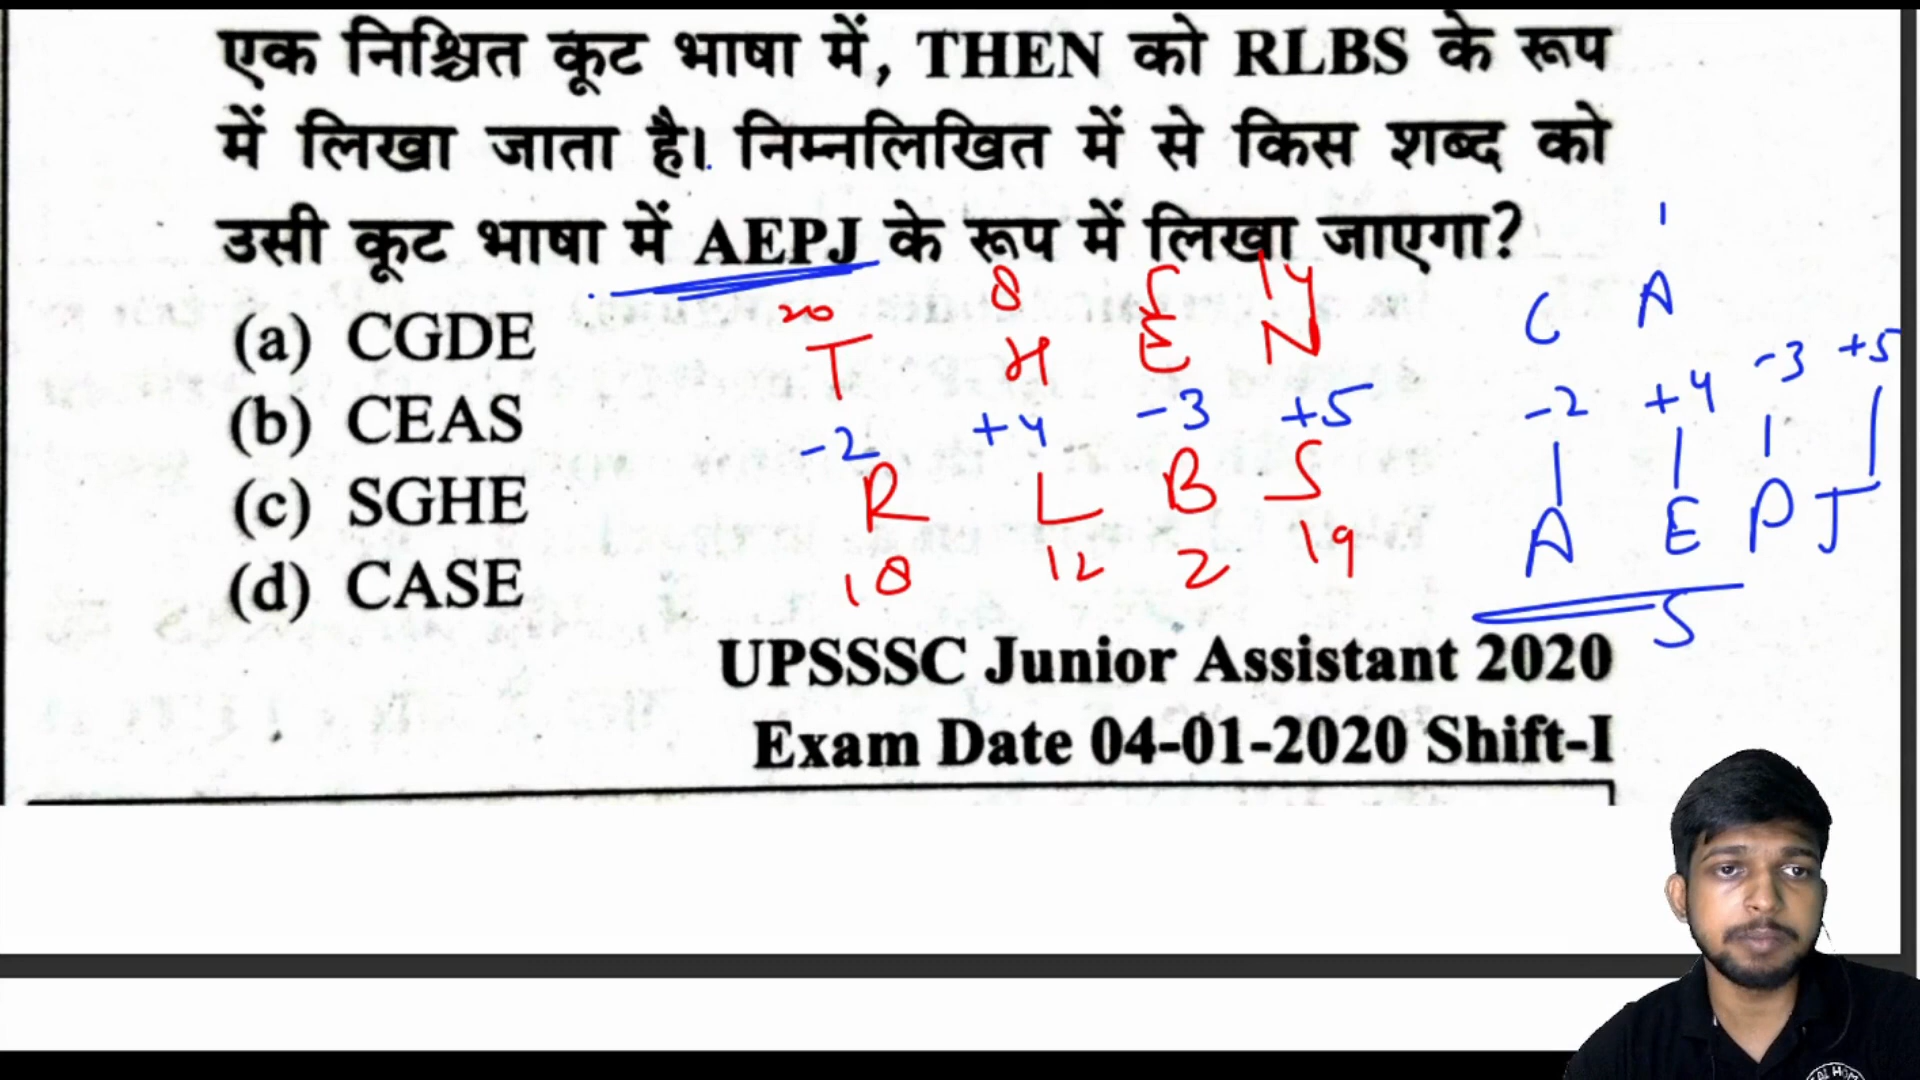 एक निश्चित कूट भाषा में, THEN को RLBS के रूप
में लिखा जाता है। निम्नलिखित में से किस शब्द को
उसी कूट भाषा में AEPJ के रूप में लिखा जाएगा?
(a) CGDE
(b) CEAS
(c) SGHE
(d) CASE
20 8 5 14
T H E N
-2 +4 -3 +5
R L B S
18 12 2 19
1
C A
-2 +4 -3 +5
A E P J
5
UPSSSC Junior Assistant 2020
Exam Date 04-01-2020 Shift-I